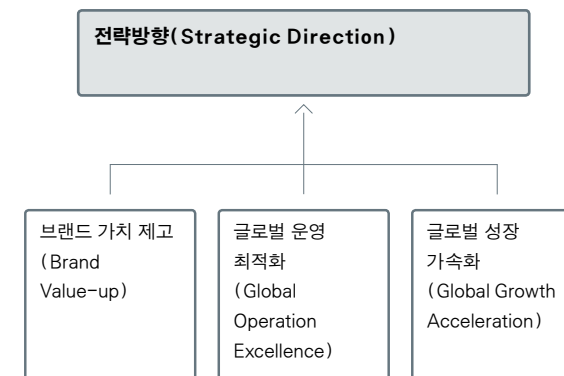 전략방향(Strategic Direction)
브랜드 가치 제고
(Brand
Value-up)
글로벌 운영
최적화
(Global
Operation
Excellence)
글로벌 성장
가속화
(Global Growth
Acceleration)